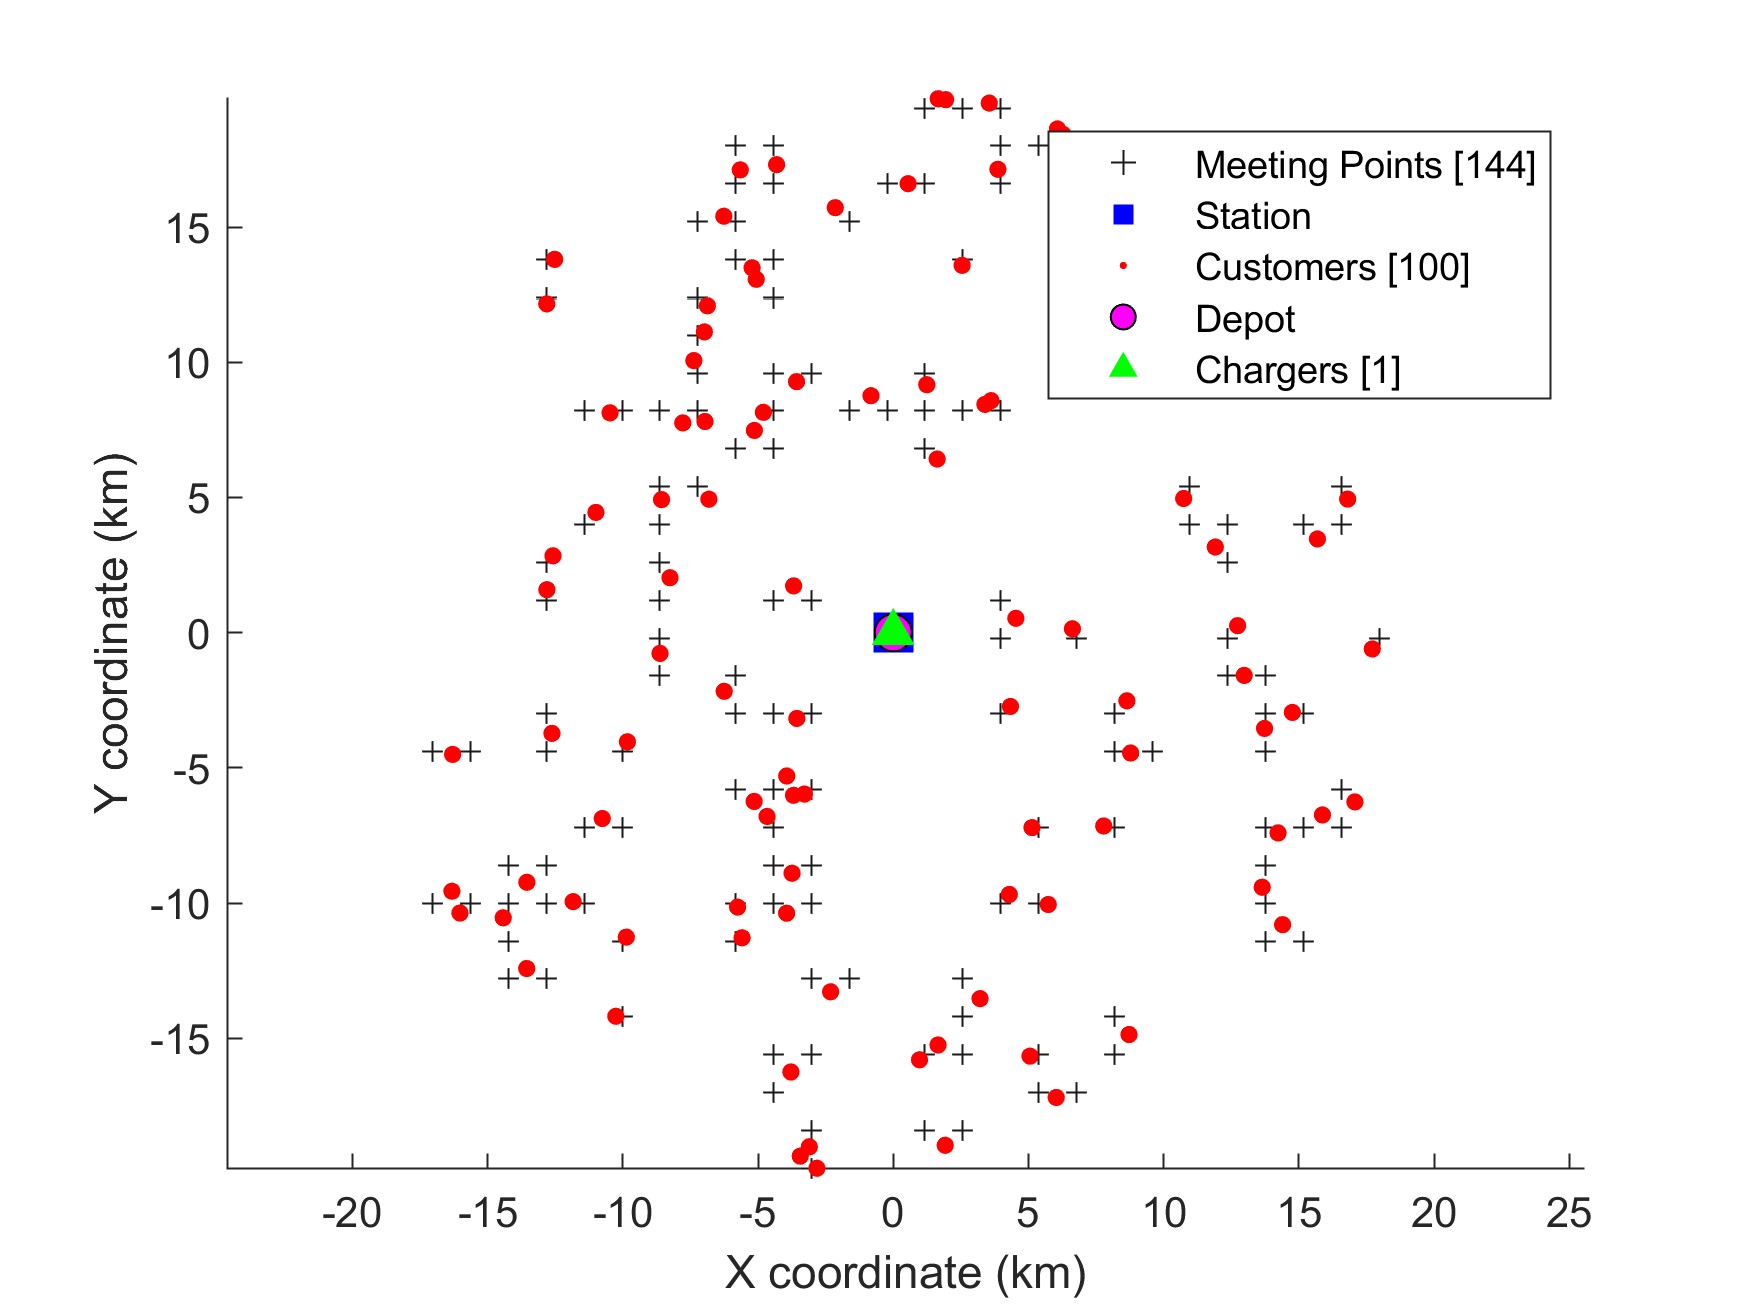 Meeting Points [144]
Station
Customers [100]
Depot
Chargers [1]
15
10
5
0
-5
-10
-15
Y coordinate (km)
-20 -15 -10 -5 0 5 10 15 20 25
X coordinate (km)